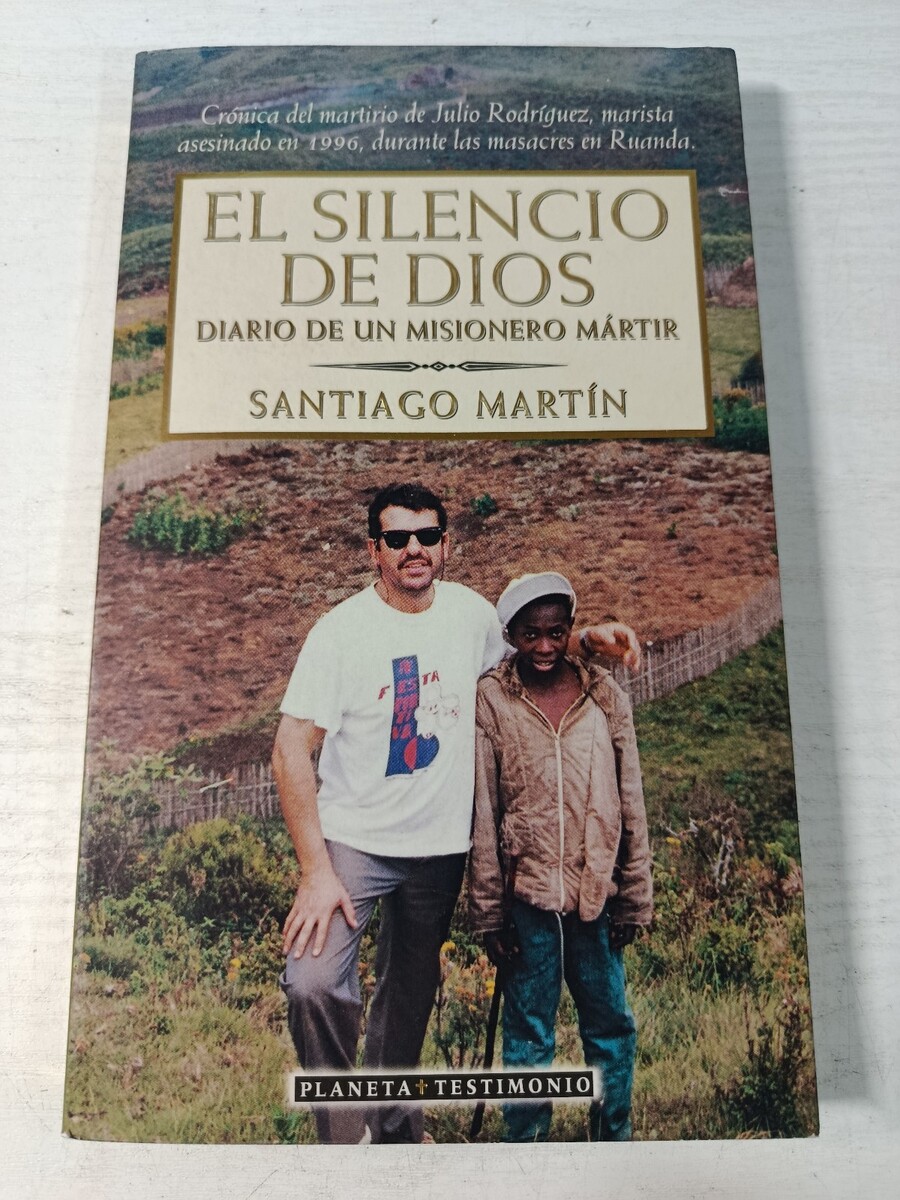 Crónica del martirio de Julio Rodríguez, marista
asesinado en 1996, durante las masacres en Ruanda.
EL SILENCIO
DE DIOS
DIARIO DE UN MISIONERO MÁRTIR
SANTIAGO MARTÍN
FIESTA
PLANETA TESTIMONIO